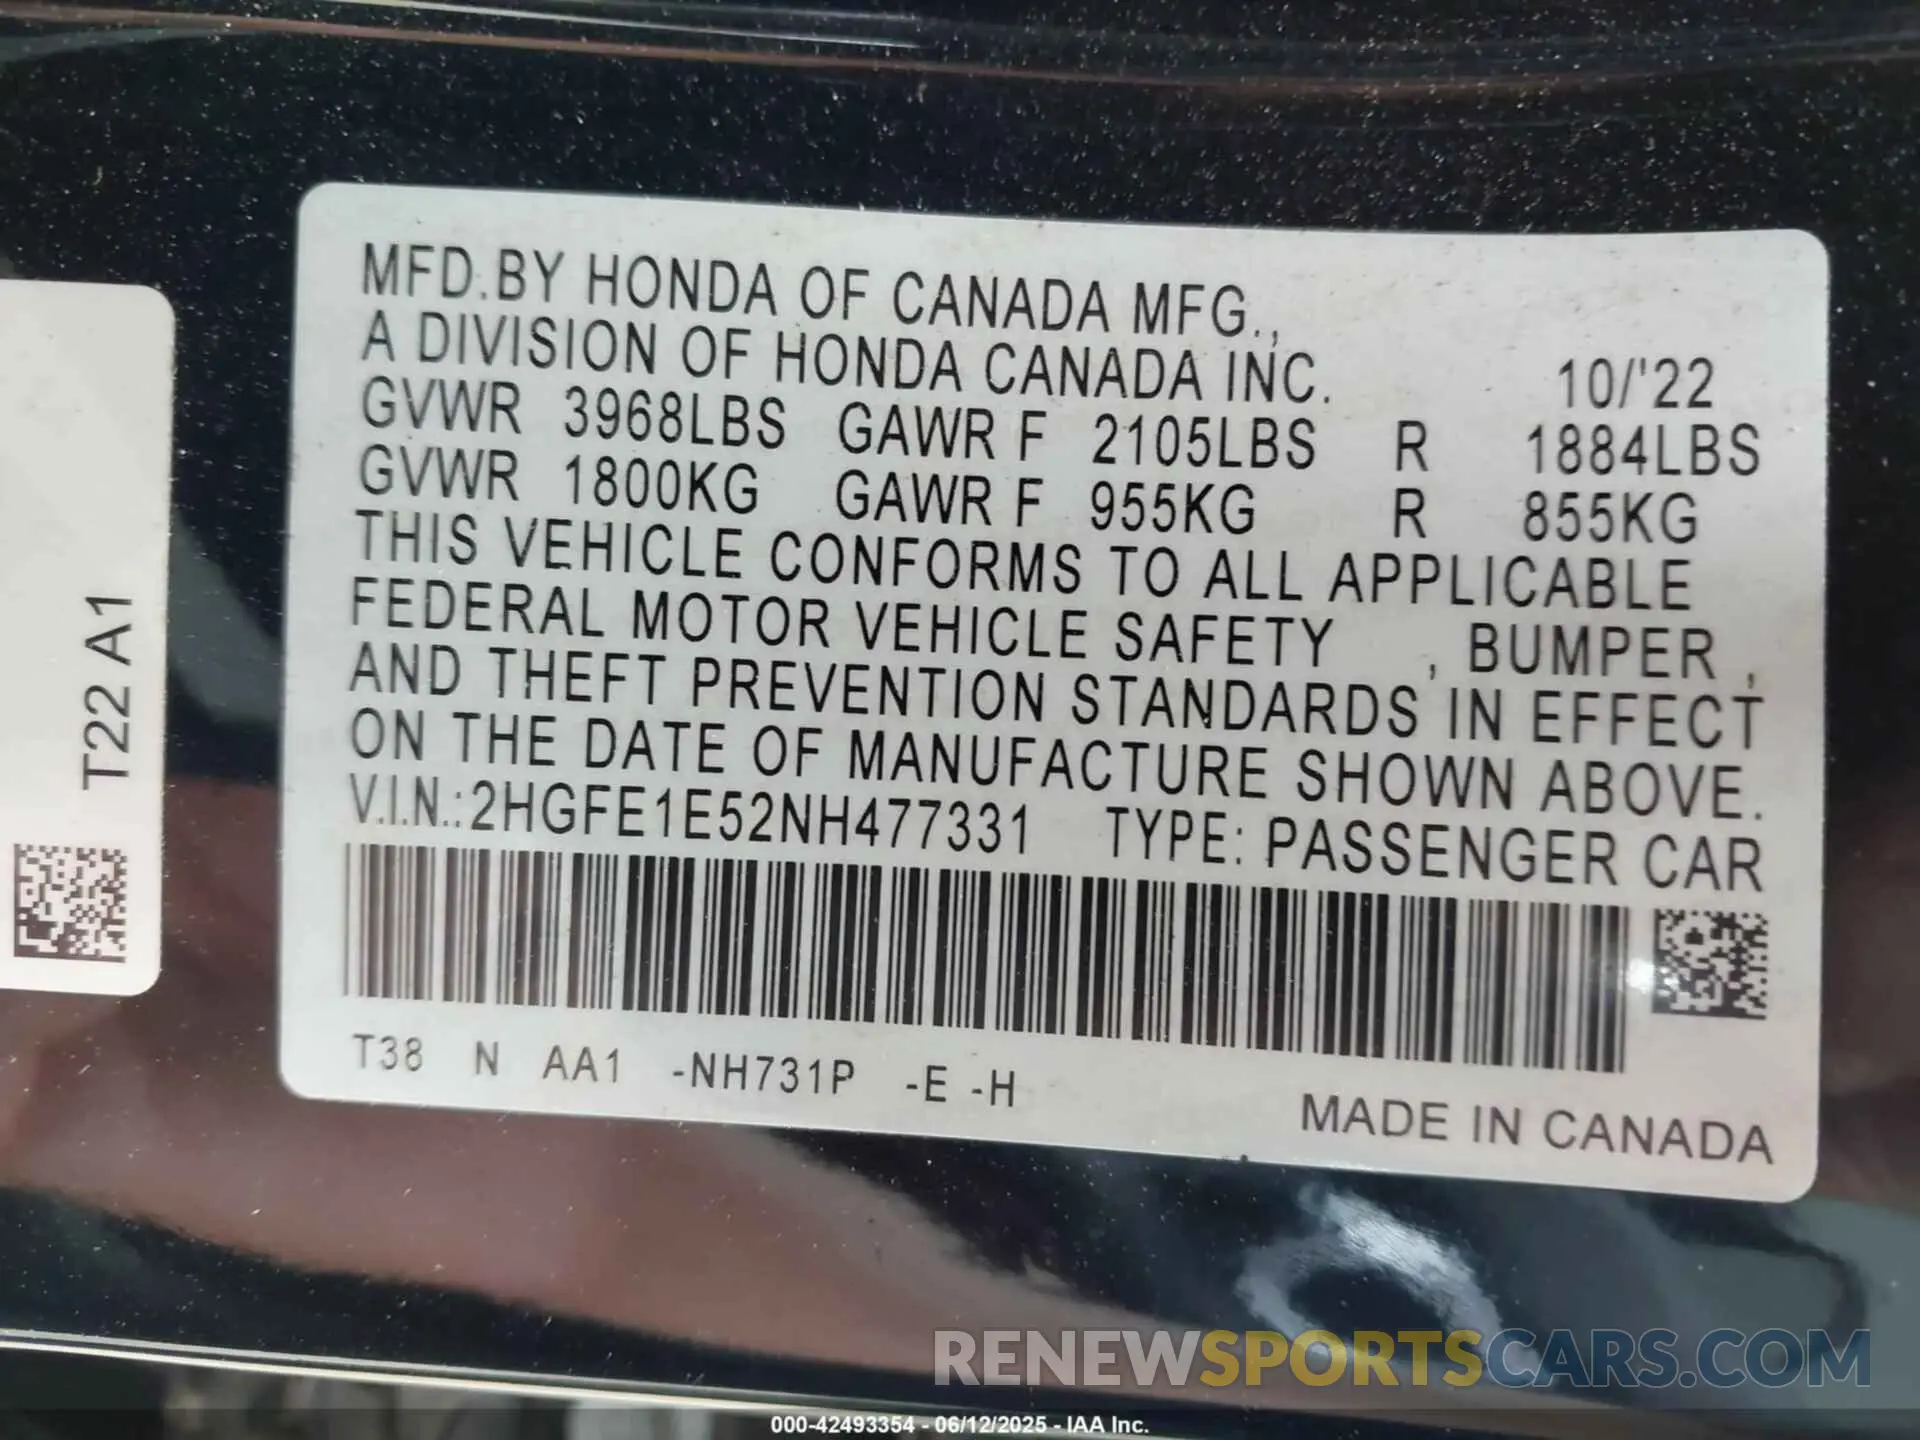 MFD.BY HONDA OF CANADA MFG.,
A DIVISION OF HONDA CANADA INC. 10/'22
GVWR 3968LBS GAWR F 2105LBS R 1884LBS
GVWR 1800KG GAWR F 955KG R 855KG
THIS VEHICLE CONFORMS TO ALL APPLICABLE
FEDERAL MOTOR VEHICLE SAFETY , BUMPER ,
AND THEFT PREVENTION STANDARDS IN EFFECT
ON THE DATE OF MANUFACTURE SHOWN ABOVE.
V.I.N.:2HGFE1E52NH477331 TYPE: PASSENGER CAR
T38 N AA1 -NH731P -E -H
MADE IN CANADA
T22 A1
RENEWSPORTSCARS.COM
000-42493354 - 06/12/2025 - IAA Inc.